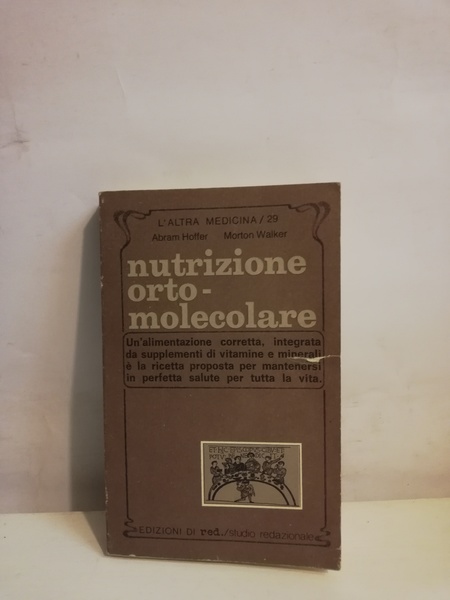 L'ALTRA MEDICINA / 29
Abram Hoffer Morton Walker
nutrizione
orto-
molecolare
Un'alimentazione corretta, integrata
da supplementi di vitamine e minerali
è la ricetta proposta per mantenersi
in perfetta salute per tutta la vita.
EDIZIONI DI red./studio redazionale